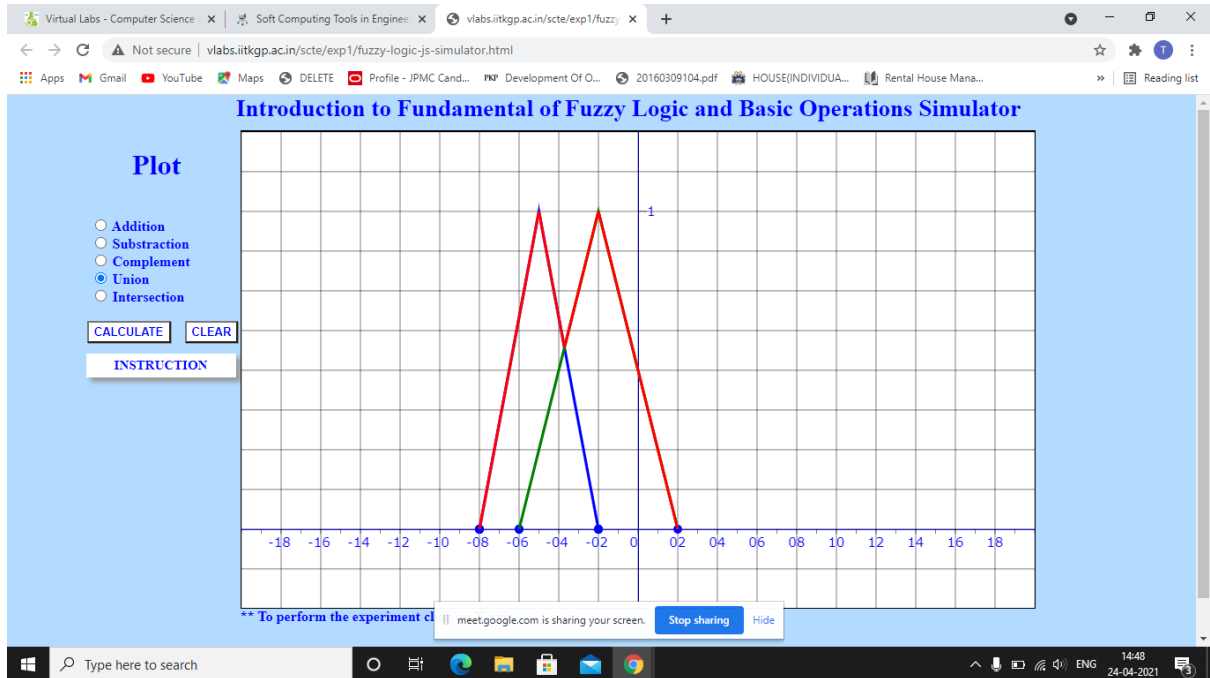 Virtual Labs - Computer Science
Soft Computing Tools in Enginee
vlabs.iitkgp.ac.in/scte/exp1/fuzzy
Not secure | vlabs.iitkgp.ac.in/scte/exp1/fuzzy-logic-js-simulator.html
T
Apps Gmail YouTube Maps DELETE Profile - JPMC Cand... PKP Development Of O... 20160309104.pdf HOUSE(INDIVIDUA... Rental House Mana... » Reading list
Introduction to Fundamental of Fuzzy Logic and Basic Operations Simulator
Plot
Addition
Substraction
Complement
Union
Intersection
CALCULATE CLEAR
INSTRUCTION
1
-18 -16 -14 -12 -10 -08 -06 -04 -02 0 02 04 06 08 10 12 14 16 18
** To perform the experiment cl
meet.google.com is sharing your screen. Stop sharing Hide
Type here to search
ENG
14:48
24-04-2021
3